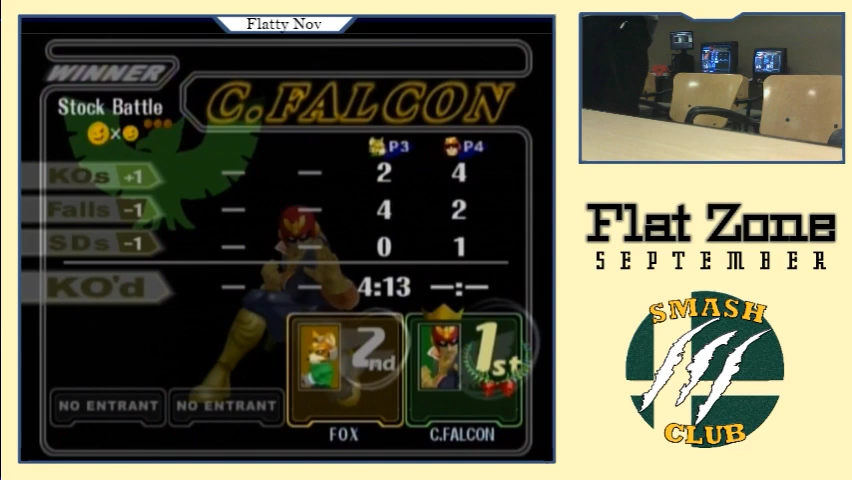 Flatty Nov
WINNER
C.FALCON
Stock Battle
×
P3 P4
KOs +1 — — 2 4
Falls -1 — — 4 2
SDs -1 — — 0 1
KO'd — — 4:13 —:—
2nd 1st
NO ENTRANT NO ENTRANT
FOX C.FALCON
Flat Zone
SEPTEMBER
SMASH
CLUB